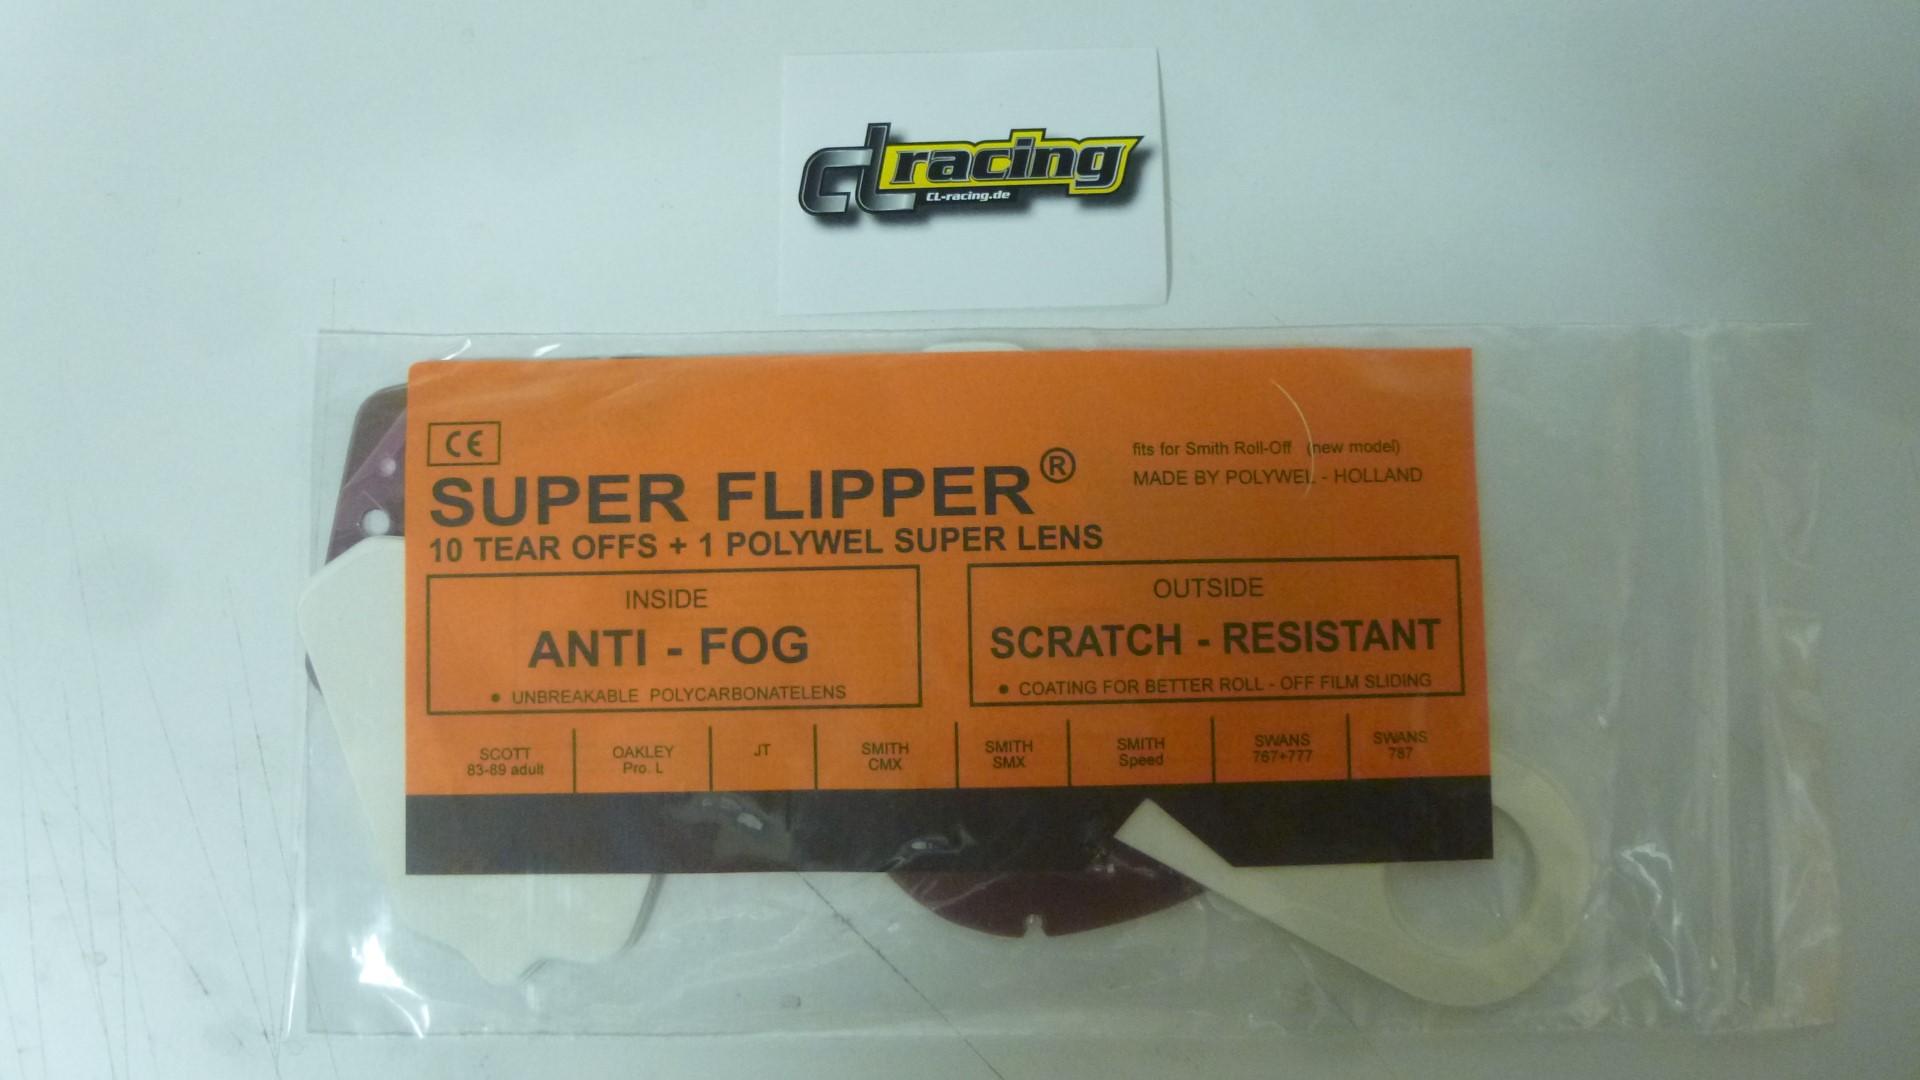 CL racing
CL-racing.de
CE
fits for Smith Roll-Off (new model)
MADE BY POLYWEL - HOLLAND
SUPER FLIPPER®
10 TEAR OFFS + 1 POLYWEL SUPER LENS
INSIDE
ANTI - FOG
• UNBREAKABLE POLYCARBONATELENS
OUTSIDE
SCRATCH - RESISTANT
• COATING FOR BETTER ROLL - OFF FILM SLIDING
SCOTT
83-89 adult
OAKLEY
Pro. L
JT
SMITH
CMX
SMITH
SMX
SMITH
Speed
SWANS
767+777
SWANS
787